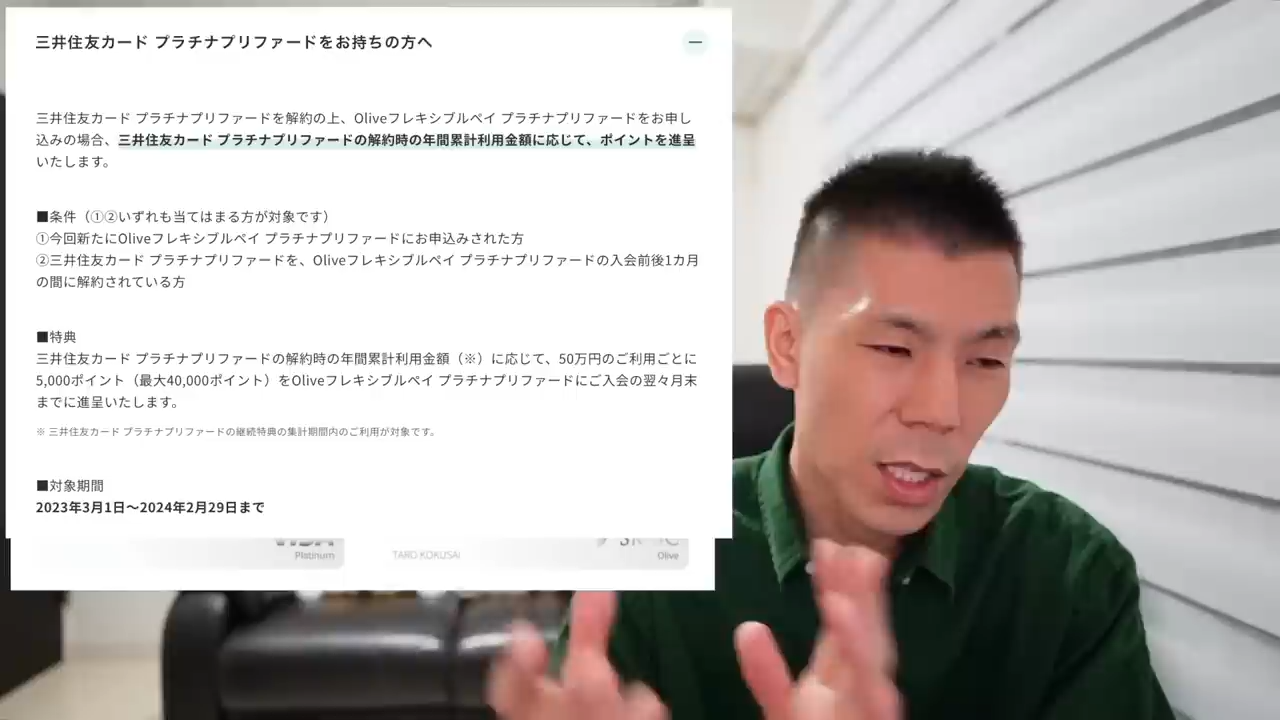 三井住友カード プラチナプリファードをお持ちの方へ
三井住友カード プラチナプリファードを解約の上、Oliveフレキシブルペイ プラチナプリファードをお申し
込みの場合、三井住友カード プラチナプリファードの解約時の年間累計利用金額に応じて、ポイントを進呈
いたします。
■条件（①②いずれも当てはまる方が対象です）
①今回新たにOliveフレキシブルペイ プラチナプリファードにお申込みされた方
②三井住友カード プラチナプリファードを、Oliveフレキシブルペイ プラチナプリファードの入会前後1カ月
の間に解約されている方
■特典
三井住友カード プラチナプリファードの解約時の年間累計利用金額（※）に応じて、50万円のご利用ごとに
5,000ポイント（最大40,000ポイント）をOliveフレキシブルペイ プラチナプリファードにご入会の翌々月末
までに進呈いたします。
※ 三井住友カード プラチナプリファードの継続特典の集計期間内のご利用が対象です。
■対象期間
2023年3月1日〜2024年2月29日まで
VISA
Platinum
TARO KOKUSAI
Olive